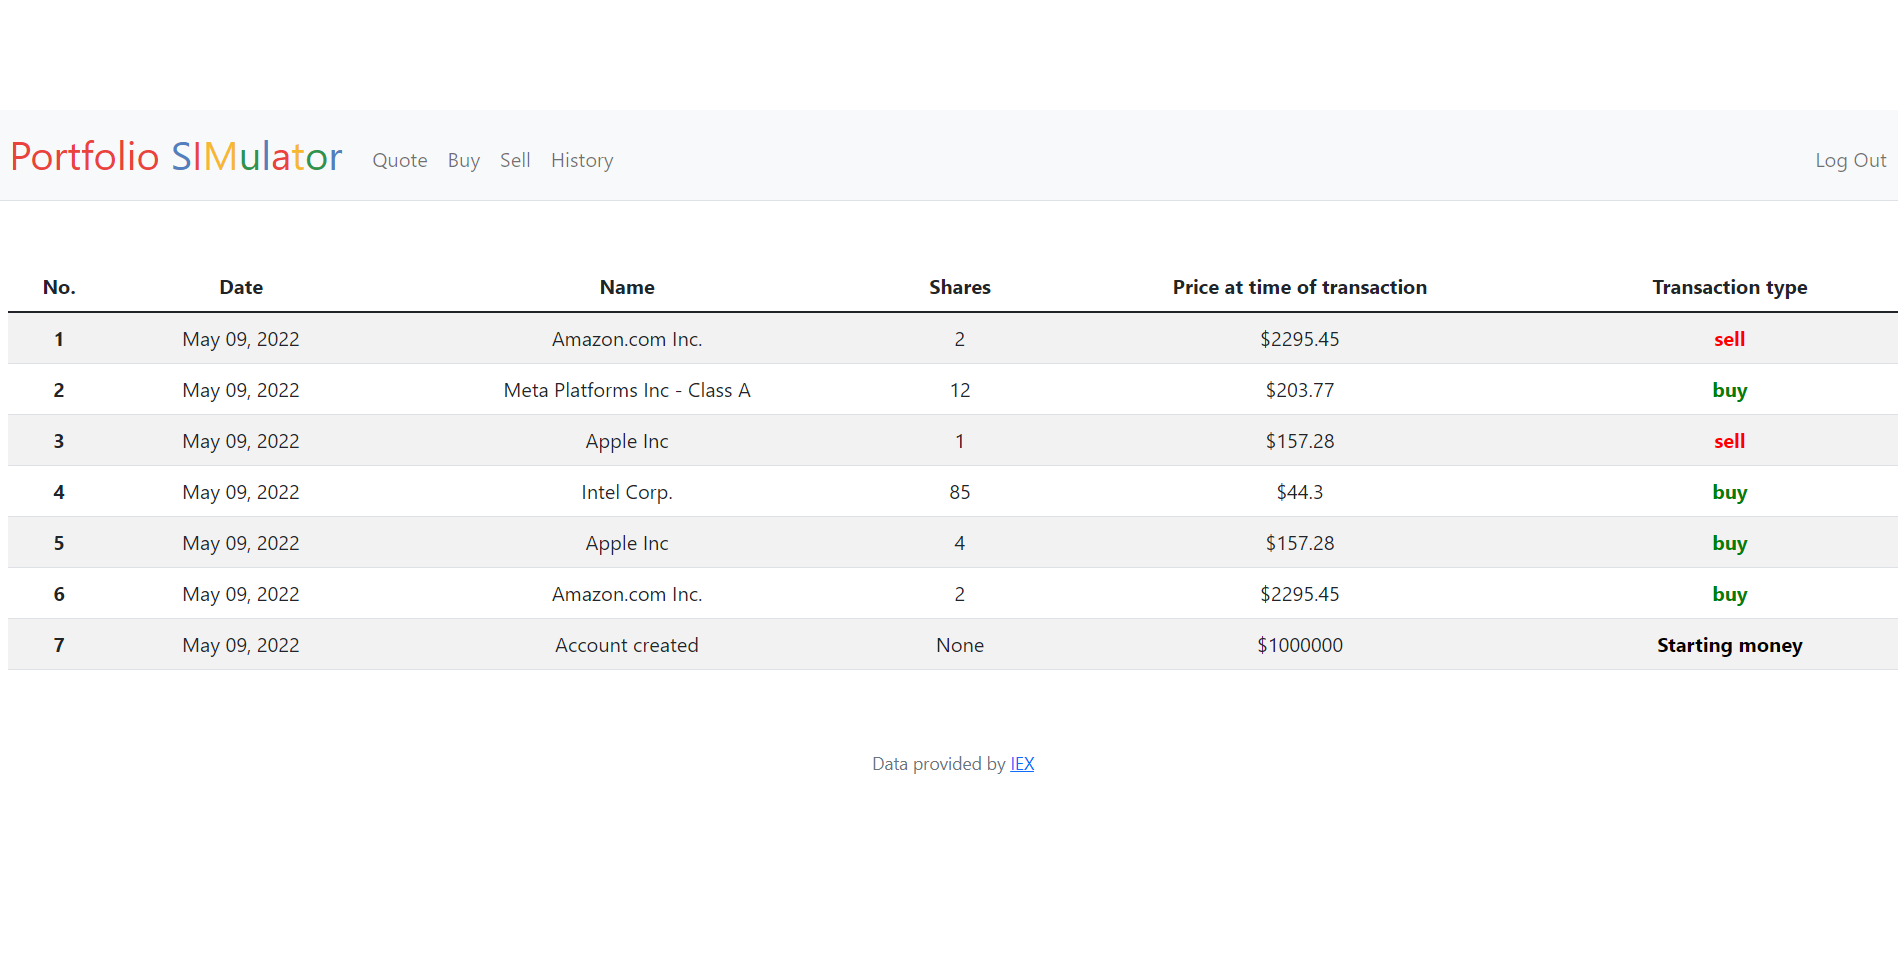 Portfolio SIMulator Quote Buy Sell History Log Out
No. Date Name Shares Price at time of transaction Transaction type
1 May 09, 2022 Amazon.com Inc. 2 $2295.45 sell
2 May 09, 2022 Meta Platforms Inc - Class A 12 $203.77 buy
3 May 09, 2022 Apple Inc 1 $157.28 sell
4 May 09, 2022 Intel Corp. 85 $44.3 buy
5 May 09, 2022 Apple Inc 4 $157.28 buy
6 May 09, 2022 Amazon.com Inc. 2 $2295.45 buy
7 May 09, 2022 Account created None $1000000 Starting money
Data provided by IEX